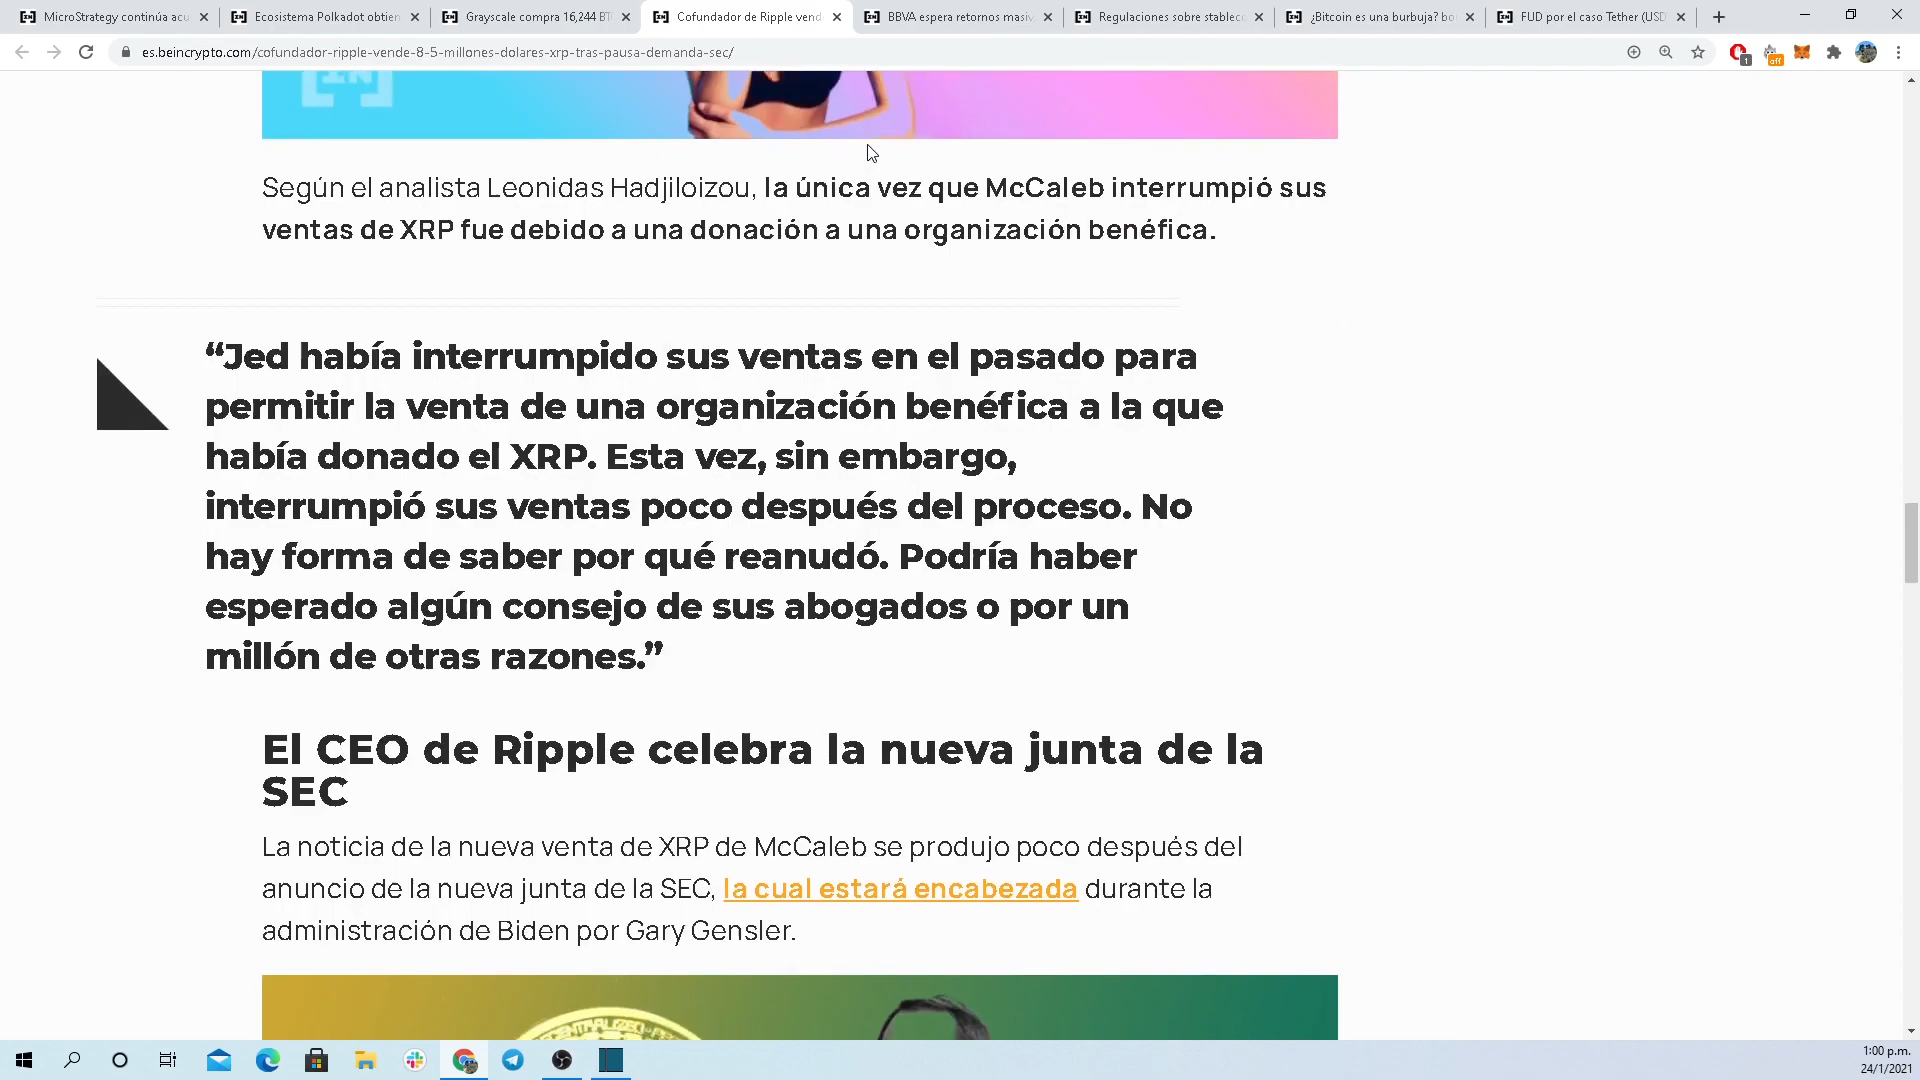 MicroStrategy continúa acu
Ecosistema Polkadot obtien
Grayscale compra 16,244 BT
Cofundador de Ripple vend
BBVA espera retornos masiv
Regulaciones sobre stablec
¿Bitcoin es una burbuja? bo
FUD por el caso Tether (USD
es.beincrypto.com/cofundador-ripple-vende-8-5-millones-dolares-xrp-tras-pausa-demanda-sec/
1
off
[IN]
Según el analista Leonidas Hadjiloizou, la única vez que McCaleb interrumpió sus
ventas de XRP fue debido a una donación a una organización benéfica.
“Jed había interrumpido sus ventas en el pasado para
permitir la venta de una organización benéfica a la que
había donado el XRP. Esta vez, sin embargo,
interrumpió sus ventas poco después del proceso. No
hay forma de saber por qué reanudó. Podría haber
esperado algún consejo de sus abogados o por un
millón de otras razones.”
El CEO de Ripple celebra la nueva junta de la
SEC
La noticia de la nueva venta de XRP de McCaleb se produjo poco después del
anuncio de la nueva junta de la SEC, la cual estará encabezada durante la
administración de Biden por Gary Gensler.
1:00 p.m.
24/1/2021